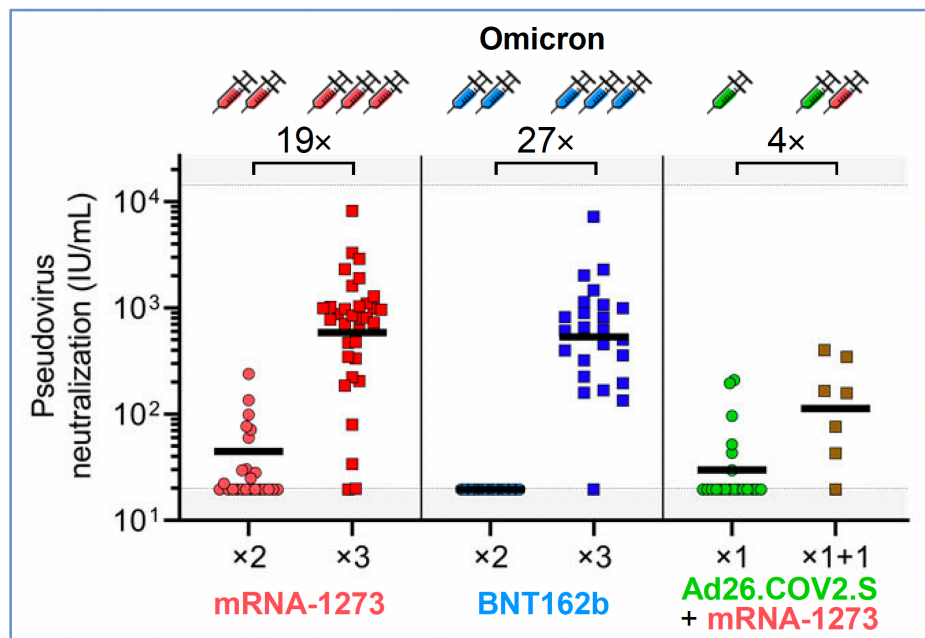 Omicron
19× 27× 4×
Pseudovirus
neutralization (IU/mL)
10⁴
10³
10²
10¹
×2 ×3 ×2 ×3 ×1 ×1+1
mRNA-1273 BNT162b Ad26.COV2.S
+ mRNA-1273